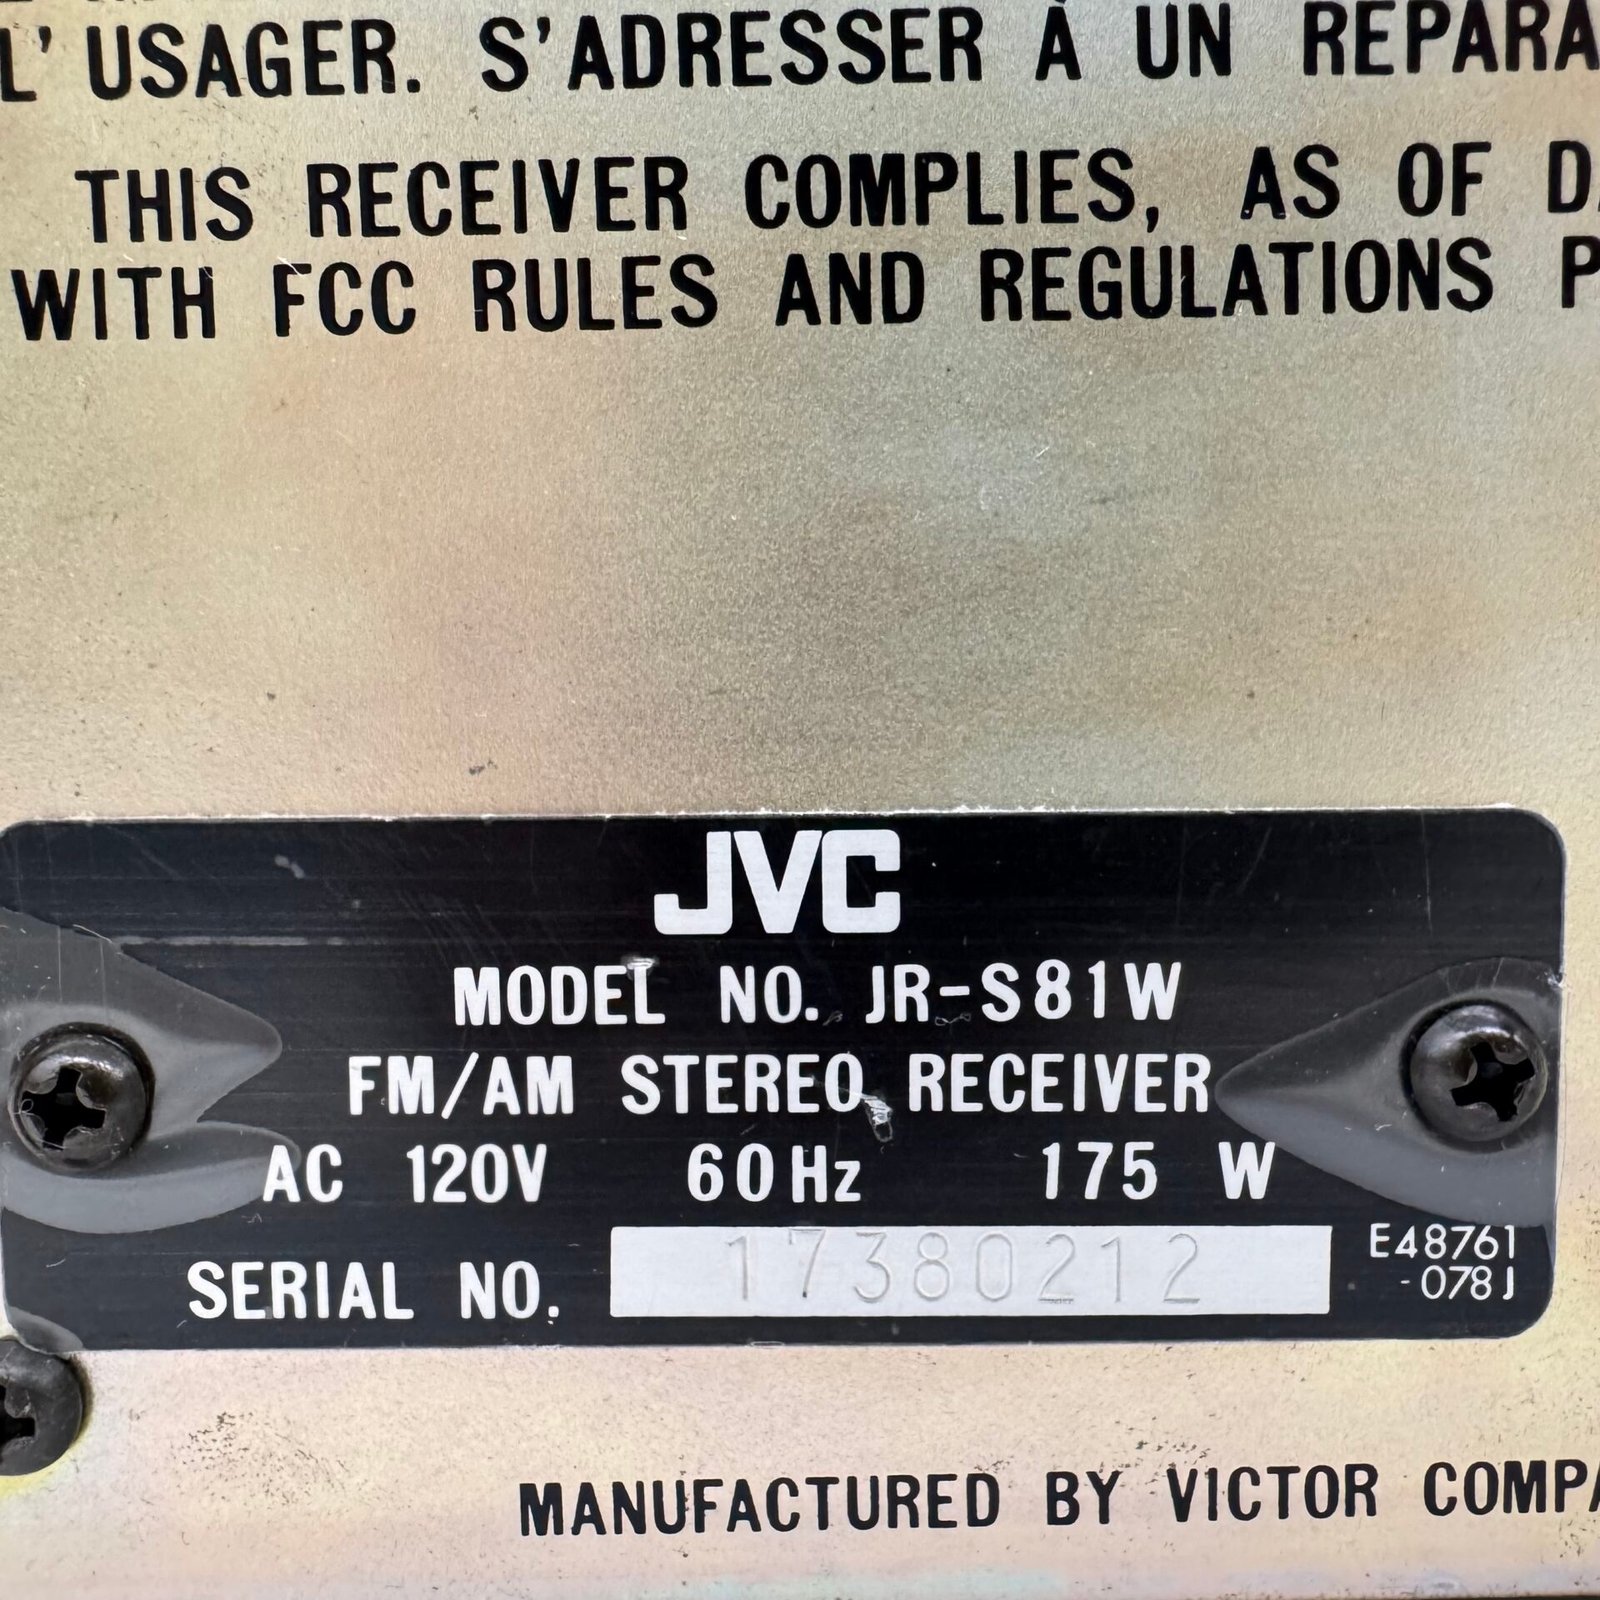 L'USAGER. S'ADRESSER À UN REPARA
THIS RECEIVER COMPLIES, AS OF DA
WITH FCC RULES AND REGULATIONS P
JVC
MODEL NO. JR-S81W
FM/AM STEREO RECEIVER
AC 120V 60Hz 175 W
SERIAL NO. 17380212
E48761
-078J
MANUFACTURED BY VICTOR COMPA